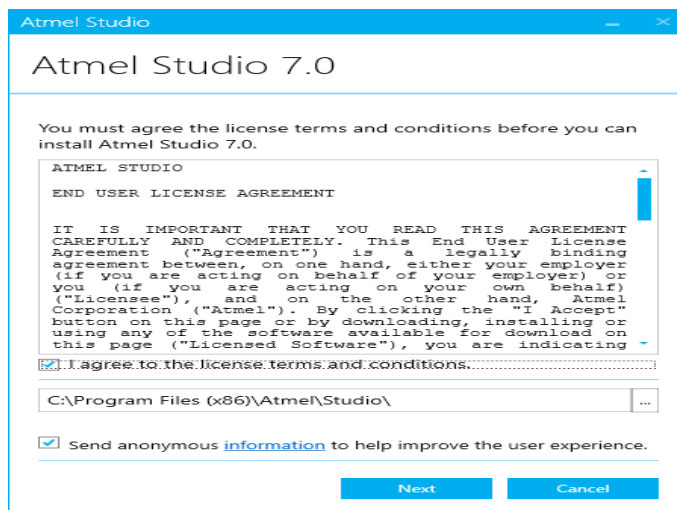 Atmel Studio
Atmel Studio 7.0
You must agree the license terms and conditions before you can
install Atmel Studio 7.0.
ATMEL STUDIO
END USER LICENSE AGREEMENT
IT IS IMPORTANT THAT YOU READ THIS AGREEMENT
CAREFULLY AND COMPLETELY. This End User License
Agreement ("Agreement") is a legally binding
agreement between, on one hand, either your employer
(if you are acting on behalf of your employer) or
you (if you are acting on your own behalf)
("Licensee"), and on the other hand, Atmel
Corporation ("Atmel"). By clicking the "I Accept"
button on this page or by downloading, installing or
using any of the software available for download on
this page ("Licensed Software"), you are indicating
I agree to the license terms and conditions.
C:\Program Files (x86)\Atmel\Studio\
...
Send anonymous information to help improve the user experience.
Next
Cancel